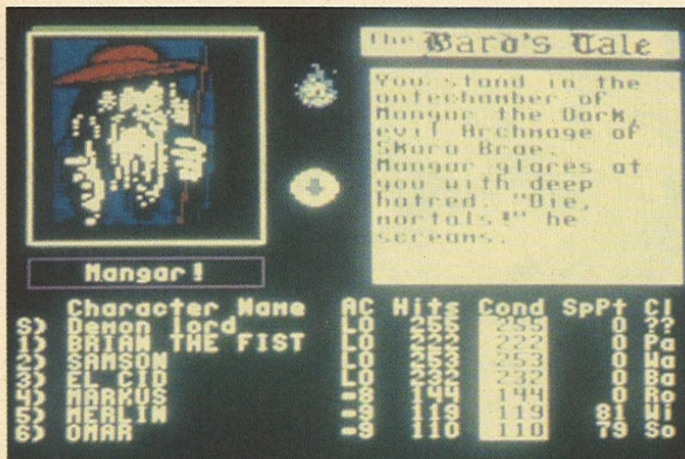 the Bard's Tale
You stand in the
antechamber of
Mangar the Dark,
evil Archmage of
Skara Brae.
Mangar glares at
you with deep
hatred. "Die,
mortals!" he
screams.
Mangar!
Character Name AC Hits Cond SpPt Cl
S) Demon lord LO 255 255 0 ??
1) BRIAN THE FIST LO 222 222 0 Pa
2) SAMSON LO 253 253 0 Wa
3) EL CID LO 232 232 0 Ba
4) MARKUS -8 144 144 0 Ro
5) MERLIN -9 119 119 81 Wi
6) OMAR -9 110 110 79 So